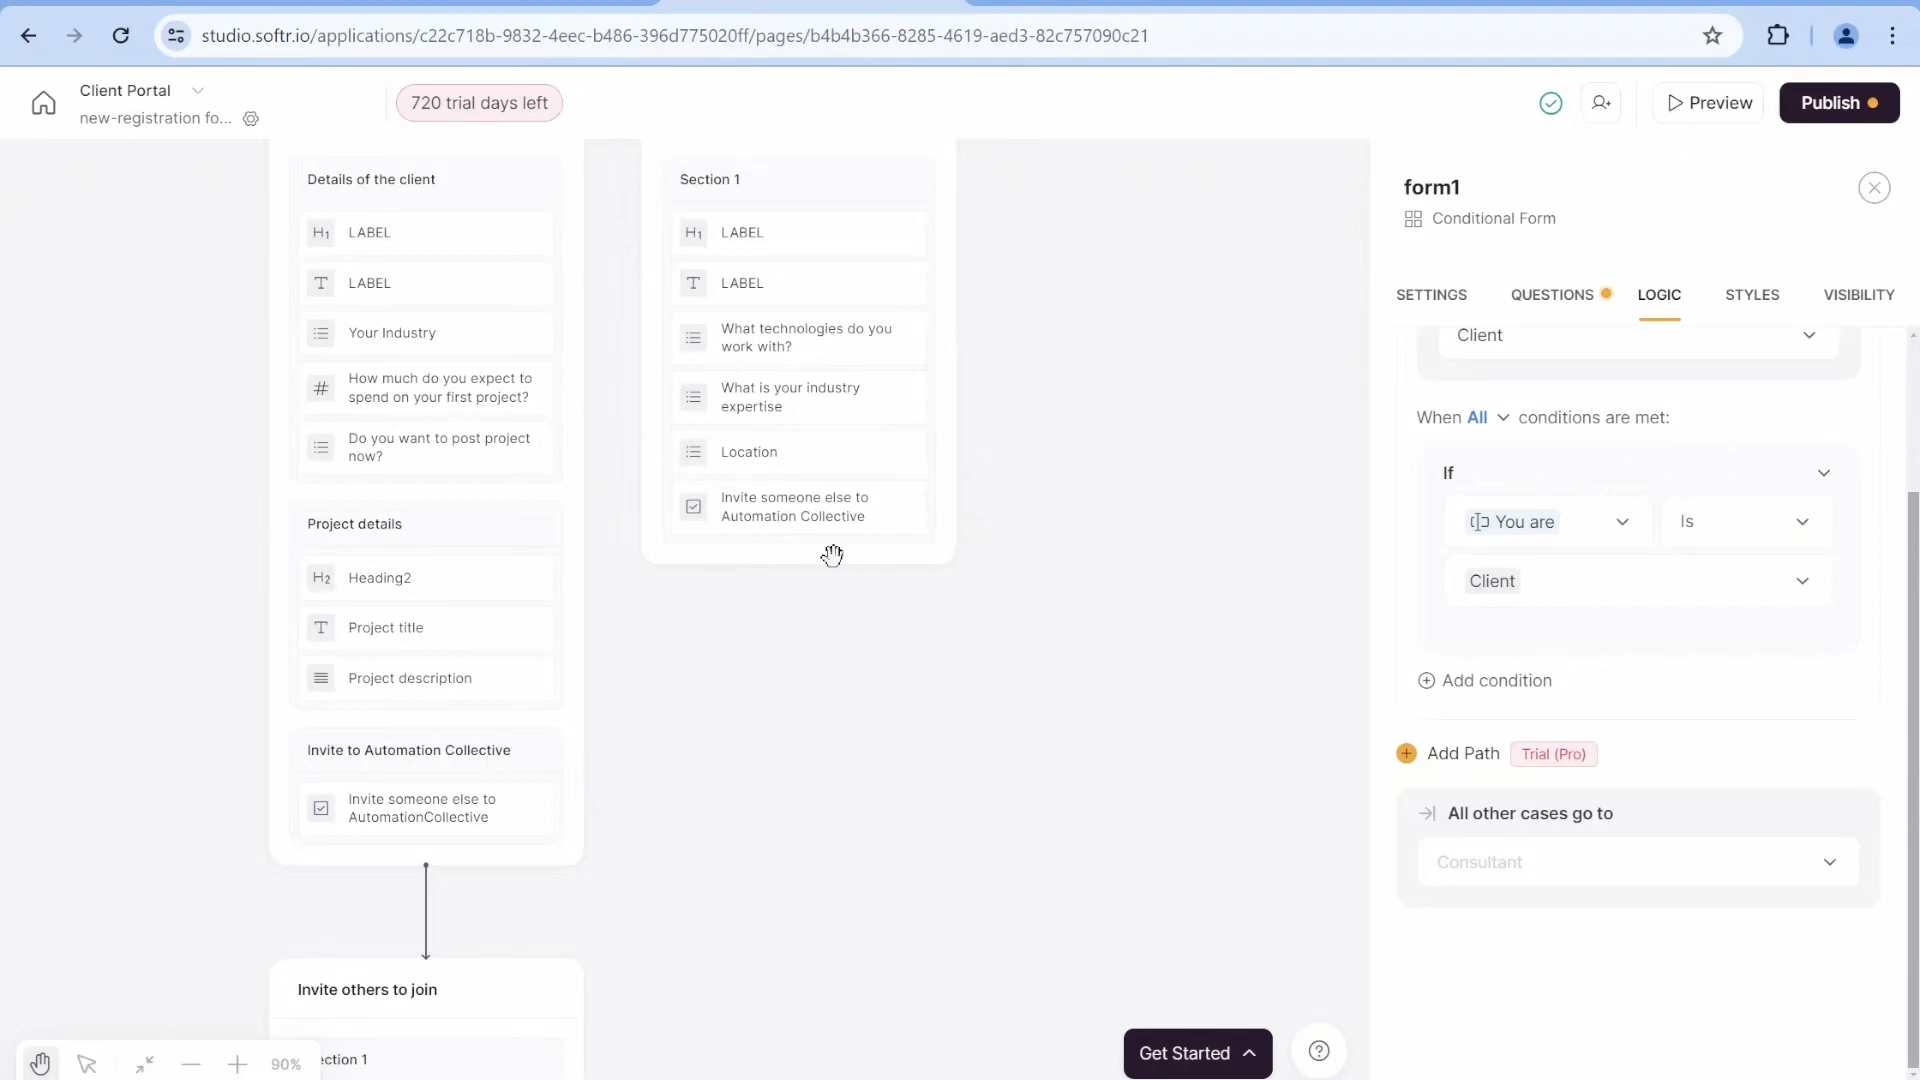 studio.softr.io/applications/c22c718b-9832-4eec-b486-396d775020ff/pages/b4b4b366-8285-4619-aed3-82c757090c21
Client Portal
new-registration fo...
720 trial days left
Preview
Publish
Details of the client
H1 LABEL
T LABEL
Your Industry
# How much do you expect to
spend on your first project?
Do you want to post project
now?
Project details
H2 Heading2
T Project title
Project description
Invite to Automation Collective
Invite someone else to
AutomationCollective
Invite others to join
ection 1
90%
Section 1
H1 LABEL
T LABEL
What technologies do you
work with?
What is your industry
expertise
Location
Invite someone else to
Automation Collective
Get Started
form1
Conditional Form
SETTINGS QUESTIONS LOGIC STYLES VISIBILITY
Client
When All conditions are met:
If
You are Is
Client
Add condition
Add Path Trial (Pro)
All other cases go to
Consultant